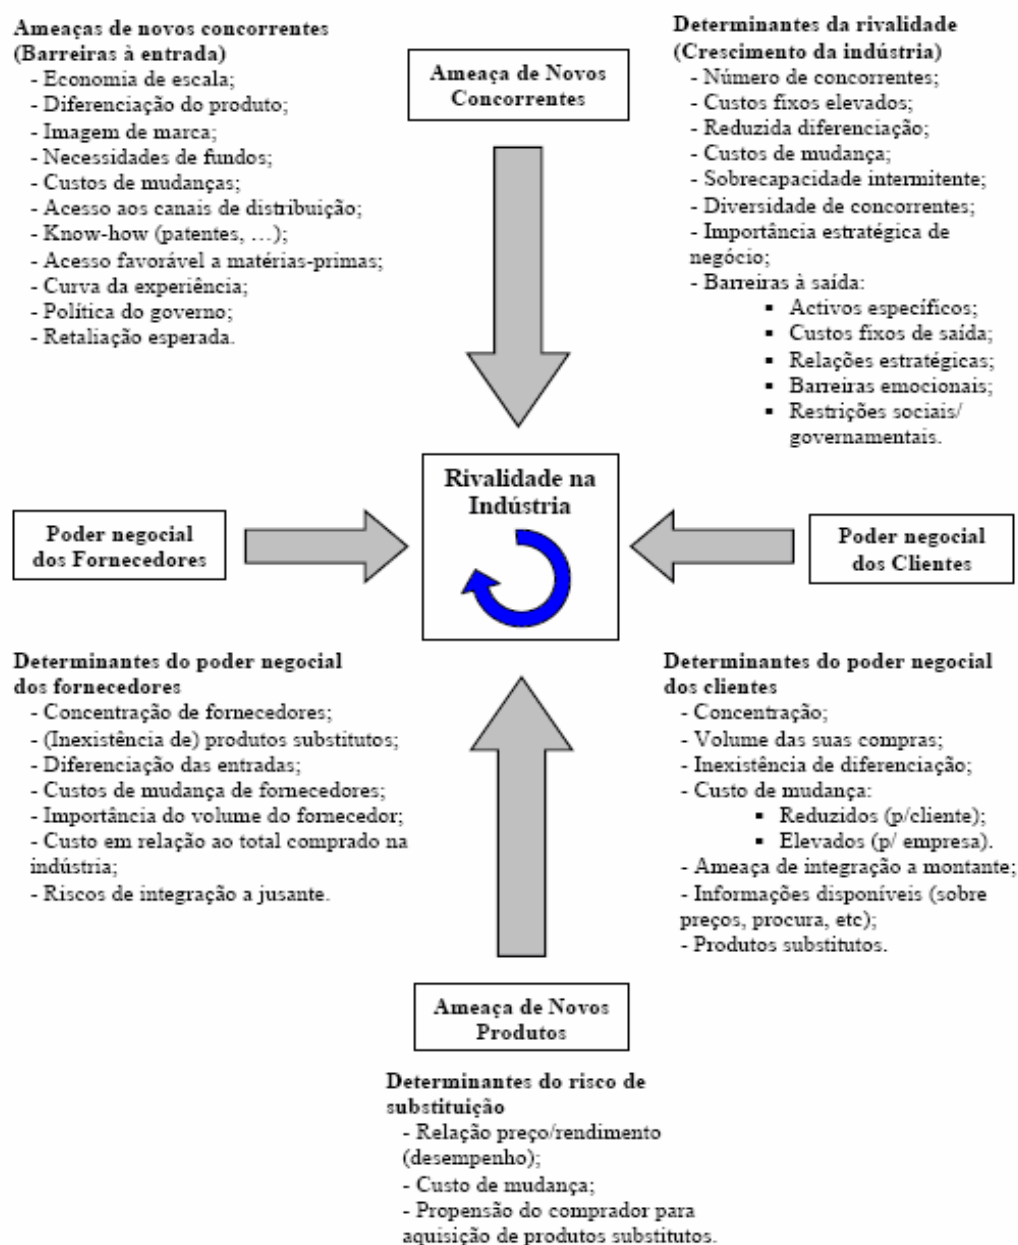 Ameaças de novos concorrentes
(Barreiras à entrada)
- Economia de escala;
- Diferenciação do produto;
- Imagem de marca;
- Necessidades de fundos;
- Custos de mudanças;
- Acesso aos canais de distribuição;
- Know-how (patentes, …);
- Acesso favorável a matérias-primas;
- Curva da experiência;
- Política do governo;
- Retaliação esperada.
Ameaça de Novos
Concorrentes
Determinantes da rivalidade
(Crescimento da indústria)
- Número de concorrentes;
- Custos fixos elevados;
- Reduzida diferenciação;
- Custos de mudança;
- Sobrecapacidade intermitente;
- Diversidade de concorrentes;
- Importância estratégica de
negócio;
- Barreiras à saída:
▪ Activos específicos;
▪ Custos fixos de saída;
▪ Relações estratégicas;
▪ Barreiras emocionais;
▪ Restrições sociais/
governamentais.
Poder negocial
dos Fornecedores
Rivalidade na
Indústria
Poder negocial
dos Clientes
Determinantes do poder negocial
dos fornecedores
- Concentração de fornecedores;
- (Inexistência de) produtos substitutos;
- Diferenciação das entradas;
- Custos de mudança de fornecedores;
- Importância do volume do fornecedor;
- Custo em relação ao total comprado na
indústria;
- Riscos de integração a jusante.
Determinantes do poder negocial
dos clientes
- Concentração;
- Volume das suas compras;
- Inexistência de diferenciação;
- Custo de mudança:
▪ Reduzidos (p/cliente);
▪ Elevados (p/ empresa).
- Ameaça de integração a montante;
- Informações disponíveis (sobre
preços, procura, etc);
- Produtos substitutos.
Ameaça de Novos
Produtos
Determinantes do risco de
substituição
- Relação preço/rendimento
(desempenho);
- Custo de mudança;
- Propensão do comprador para
aquisição de produtos substitutos.